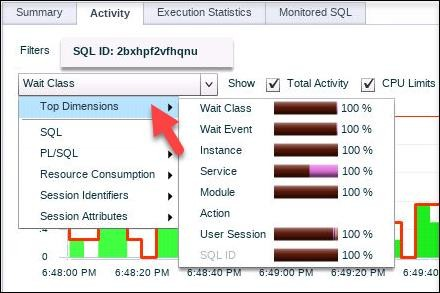 Summary Activity Execution Statistics Monitored SQL
Filters SQL ID: 2bxhpf2vfhqnu
Wait Class Show Total Activity CPU Limits
Top Dimensions
SQL
PL/SQL
Resource Consumption
Session Identifiers
Session Attributes
Wait Class 100 %
Wait Event 100 %
Instance 100 %
Service 100 %
Module 100 %
Action
User Session 100 %
SQL ID 100 %
.4
0
6:48:00 PM 6:48:20 PM 6:48:40 PM 6:49:00 PM 6:49:20 PM 6:49:40